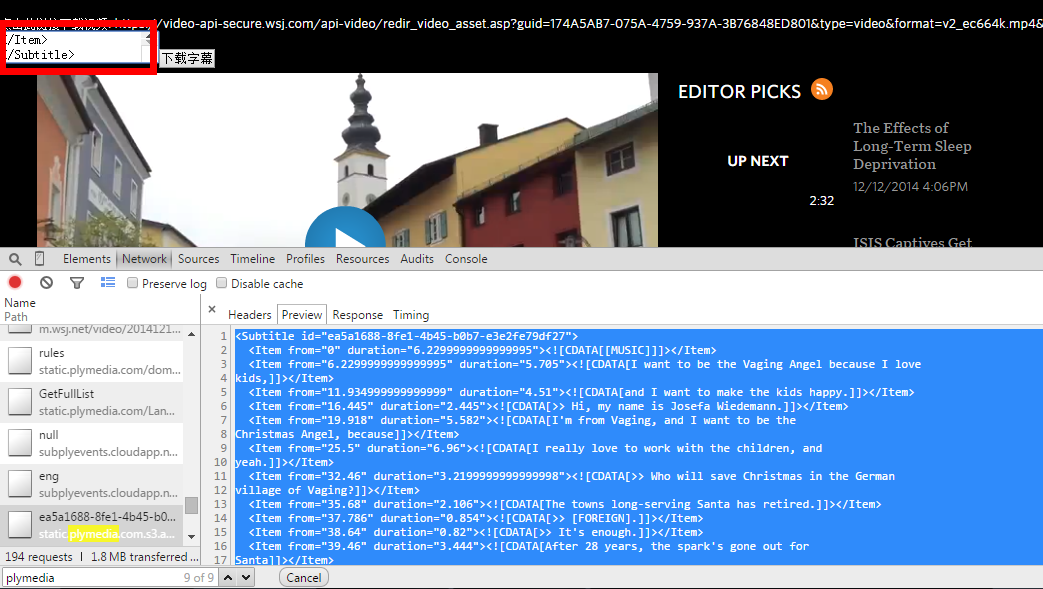 https://video-api-secure.wsj.com/api-video/redir_video_asset.asp?guid=174A5AB7-075A-4759-937A-3B76848ED801&type=video&format=v2_ec664k.mp4&
/Item>
/Subtitle>
下载字幕
EDITOR PICKS
The Effects of
Long-Term Sleep
Deprivation
UP NEXT
12/12/2014 4:06PM
2:32
ISIS Captives Get
Elements Network Sources Timeline Profiles Resources Audits Console
Preserve log Disable cache
Name
Path
× Headers Preview Response Timing
m.wsj.net/video/2014121...
rules
static.plymedia.com/dom...
GetFullList
static.plymedia.com/Lan...
null
subplyevents.cloudapp.n...
eng
subplyevents.cloudapp.n...
ea5a1688-8fe1-4b45-b0...
static.plymedia.com.s3.a...
1 <Subtitle id="ea5a1688-8fe1-4b45-b0b7-e3e2fe79df27">
2 <Item from="0" duration="6.2299999999999995"><![CDATA[[MUSIC]]]></Item>
3 <Item from="6.2299999999999995" duration="5.705"><![CDATA[I want to be the Vaging Angel because I love
4 kids,]]></Item>
5 <Item from="11.934999999999999" duration="4.51"><![CDATA[and I want to make the kids happy.]]></Item>
6 <Item from="16.445" duration="2.445"><![CDATA[>> Hi, my name is Josefa Wiedemann.]]></Item>
7 <Item from="19.918" duration="5.582"><![CDATA[I'm from Vaging, and I want to be the
8 Christmas Angel, because]]></Item>
9 <Item from="25.5" duration="6.96"><![CDATA[I really love to work with the children, and
10 yeah.]]></Item>
11 <Item from="32.46" duration="3.2199999999999998"><![CDATA[>> Who will save Christmas in the German
12 village of Vaging?]]></Item>
13 <Item from="35.68" duration="2.106"><![CDATA[The towns long-serving Santa has retired.]]></Item>
14 <Item from="37.786" duration="0.854"><![CDATA[>> [FOREIGN].]]></Item>
15 <Item from="38.64" duration="0.82"><![CDATA[>> It's enough.]]></Item>
16 <Item from="39.46" duration="3.444"><![CDATA[After 28 years, the spark's gone out for
17 Santa]]></Item>
194 requests | 1.8 MB transferred ...
plymedia 9 of 9 Cancel